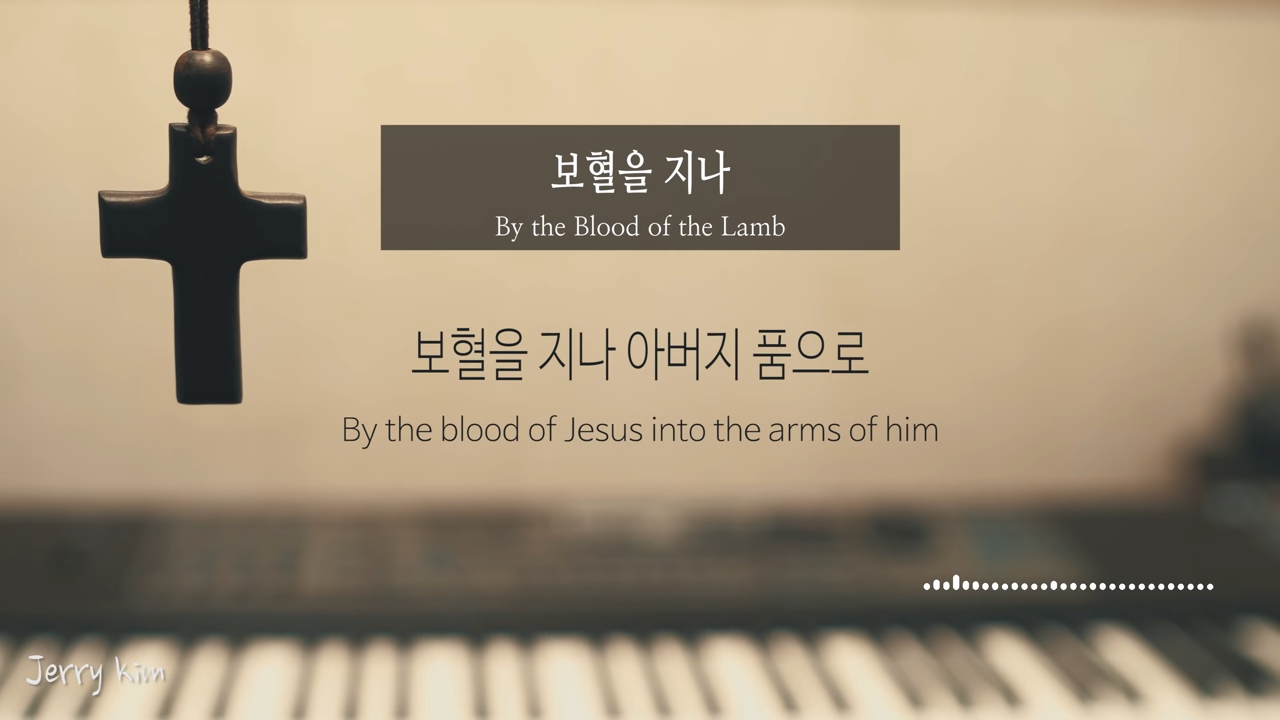 보혈을 지나
By the Blood of the Lamb
보혈을 지나 아버지 품으로
By the blood of Jesus into the arms of him
Jerry Kim